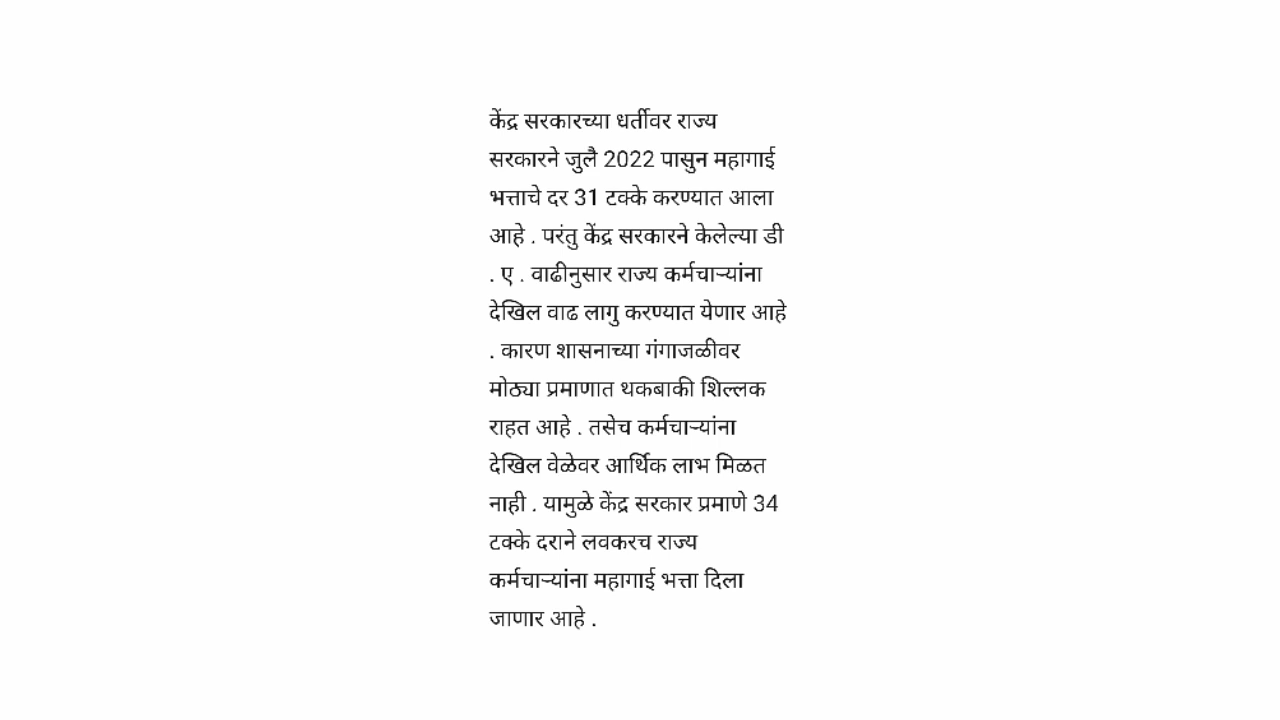 केंद्र सरकारच्या धर्तीवर राज्य
सरकारने जुलै 2022 पासुन महागाई
भत्ताचे दर 31 टक्के करण्यात आला
आहे . परंतु केंद्र सरकारने केलेल्या डी
. ए . वाढीनुसार राज्य कर्मचाऱ्यांना
देखिल वाढ लागु करण्यात येणार आहे
. कारण शासनाच्या गंगाजळीवर
मोठ्या प्रमाणात थकबाकी शिल्लक
राहत आहे . तसेच कर्मचाऱ्यांना
देखिल वेळेवर आर्थिक लाभ मिळत
नाही . यामुळे केंद्र सरकार प्रमाणे 34
टक्के दराने लवकरच राज्य
कर्मचाऱ्यांना महागाई भत्ता दिला
जाणार आहे .